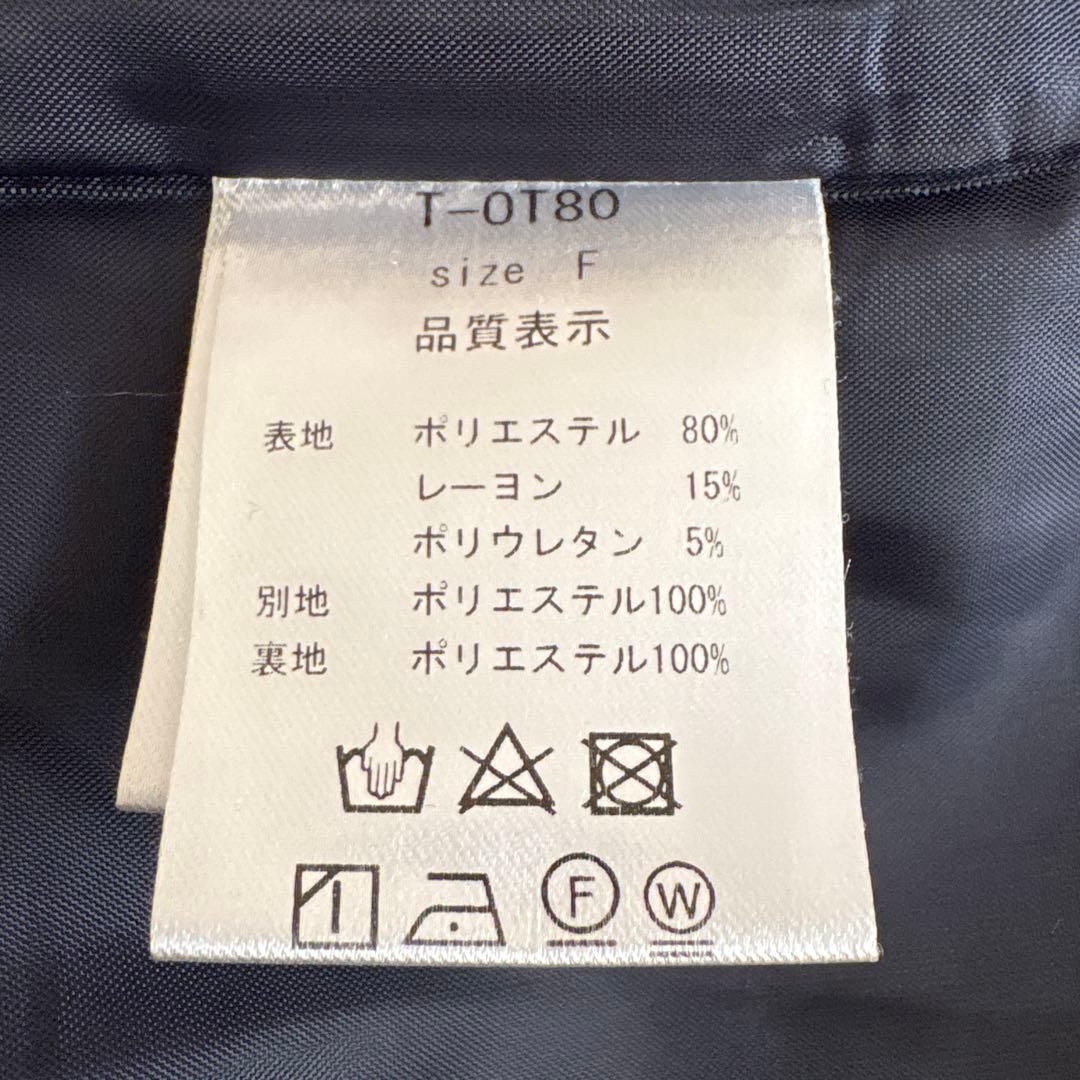 T-0T80
size F
品質表示
表地 ポリエステル 80%
レーヨン 15%
ポリウレタン 5%
別地 ポリエステル100%
裏地 ポリエステル100%
F W